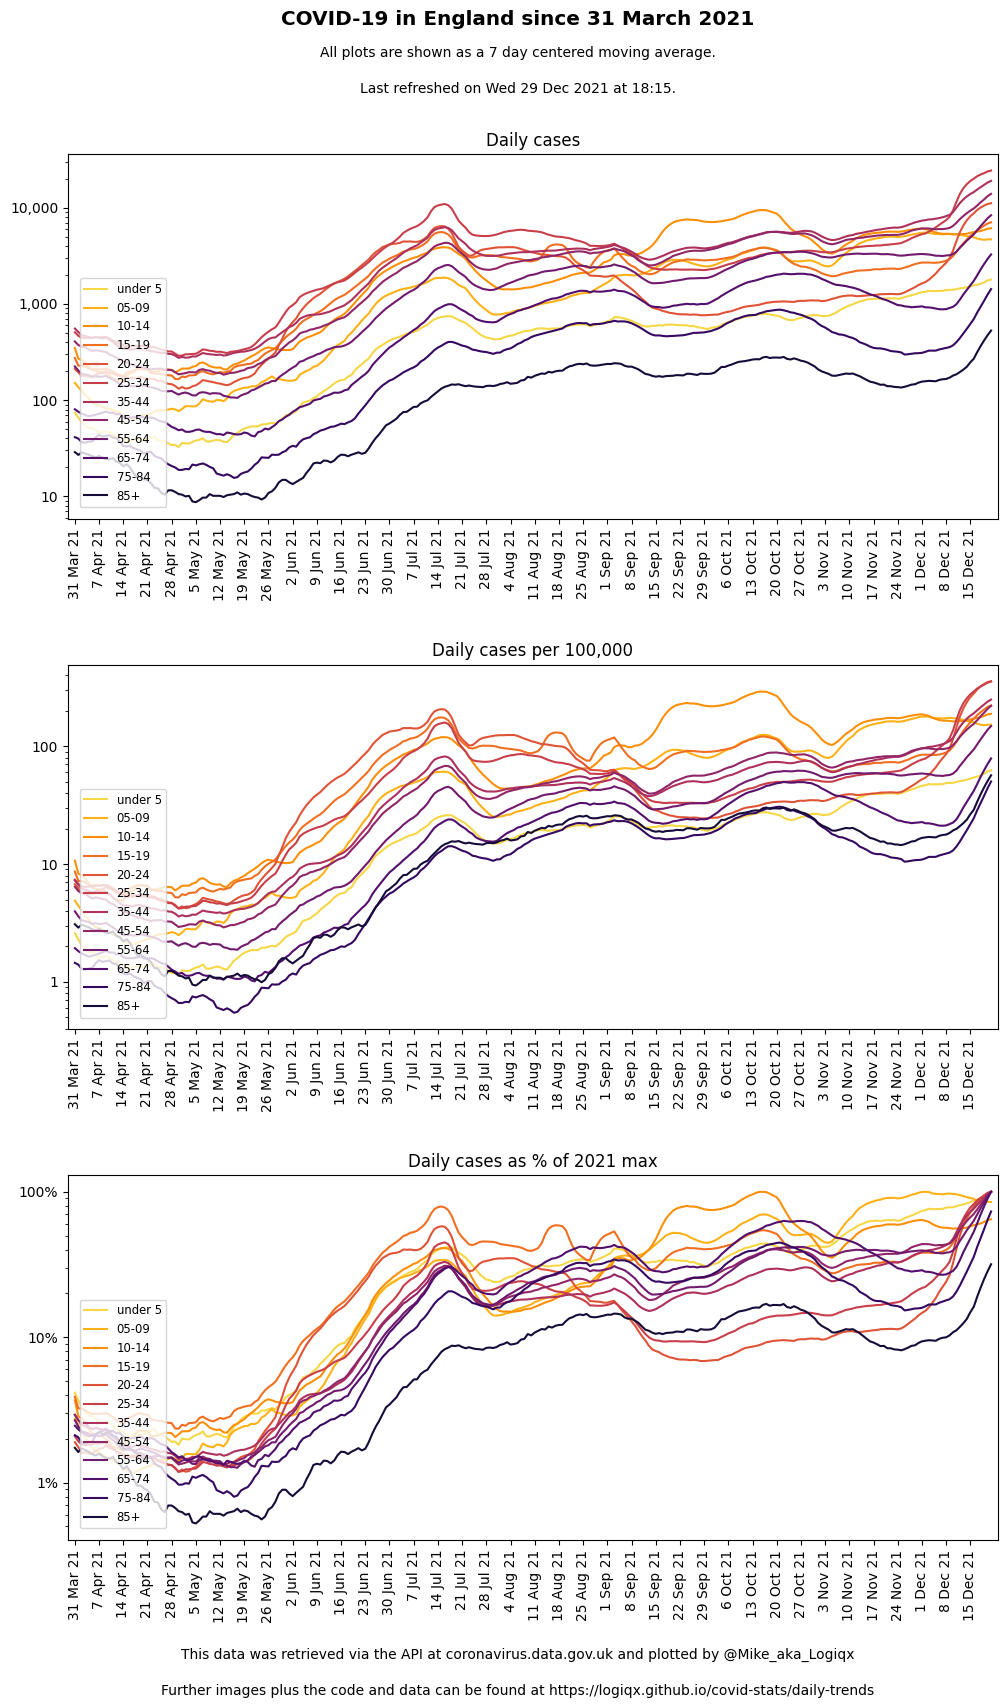 COVID-19 in England since 31 March 2021
All plots are shown as a 7 day centered moving average.
Last refreshed on Wed 29 Dec 2021 at 18:15.
Daily cases
10,000
1,000
100
10
under 5
05-09
10-14
15-19
20-24
25-34
35-44
45-54
55-64
65-74
75-84
85+
31 Mar 21
7 Apr 21
14 Apr 21
21 Apr 21
28 Apr 21
5 May 21
12 May 21
19 May 21
26 May 21
2 Jun 21
9 Jun 21
16 Jun 21
23 Jun 21
30 Jun 21
7 Jul 21
14 Jul 21
21 Jul 21
28 Jul 21
4 Aug 21
11 Aug 21
18 Aug 21
25 Aug 21
1 Sep 21
8 Sep 21
15 Sep 21
22 Sep 21
29 Sep 21
6 Oct 21
13 Oct 21
20 Oct 21
27 Oct 21
3 Nov 21
10 Nov 21
17 Nov 21
24 Nov 21
1 Dec 21
8 Dec 21
15 Dec 21
Daily cases per 100,000
100
10
1
under 5
05-09
10-14
15-19
20-24
25-34
35-44
45-54
55-64
65-74
75-84
85+
31 Mar 21
7 Apr 21
14 Apr 21
21 Apr 21
28 Apr 21
5 May 21
12 May 21
19 May 21
26 May 21
2 Jun 21
9 Jun 21
16 Jun 21
23 Jun 21
30 Jun 21
7 Jul 21
14 Jul 21
21 Jul 21
28 Jul 21
4 Aug 21
11 Aug 21
18 Aug 21
25 Aug 21
1 Sep 21
8 Sep 21
15 Sep 21
22 Sep 21
29 Sep 21
6 Oct 21
13 Oct 21
20 Oct 21
27 Oct 21
3 Nov 21
10 Nov 21
17 Nov 21
24 Nov 21
1 Dec 21
8 Dec 21
15 Dec 21
Daily cases as % of 2021 max
100%
10%
1%
under 5
05-09
10-14
15-19
20-24
25-34
35-44
45-54
55-64
65-74
75-84
85+
31 Mar 21
7 Apr 21
14 Apr 21
21 Apr 21
28 Apr 21
5 May 21
12 May 21
19 May 21
26 May 21
2 Jun 21
9 Jun 21
16 Jun 21
23 Jun 21
30 Jun 21
7 Jul 21
14 Jul 21
21 Jul 21
28 Jul 21
4 Aug 21
11 Aug 21
18 Aug 21
25 Aug 21
1 Sep 21
8 Sep 21
15 Sep 21
22 Sep 21
29 Sep 21
6 Oct 21
13 Oct 21
20 Oct 21
27 Oct 21
3 Nov 21
10 Nov 21
17 Nov 21
24 Nov 21
1 Dec 21
8 Dec 21
15 Dec 21
This data was retrieved via the API at coronavirus.data.gov.uk and plotted by @Mike_aka_Logiqx
Further images plus the code and data can be found at https://logiqx.github.io/covid-stats/daily-trends